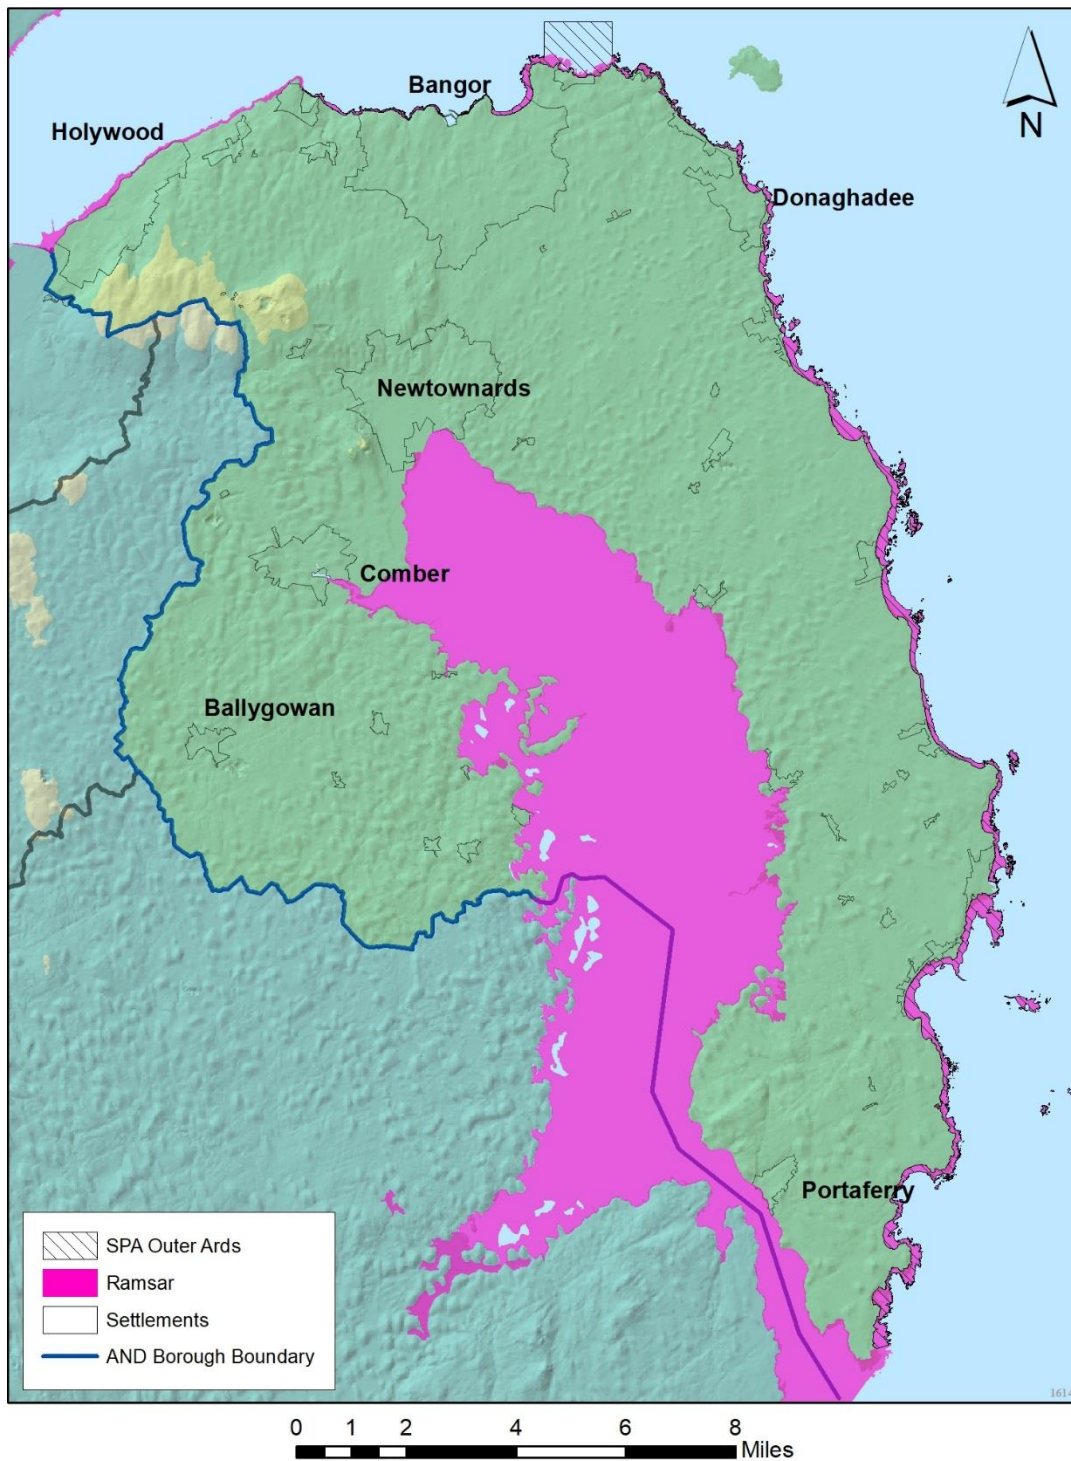 Bangor
Holywood
N
Donaghadee
Newtownards
Comber
Ballygowan
Portaferry
SPA Outer Ards
Ramsar
Settlements
AND Borough Boundary
1614
0 1 2 4 6 8
Miles